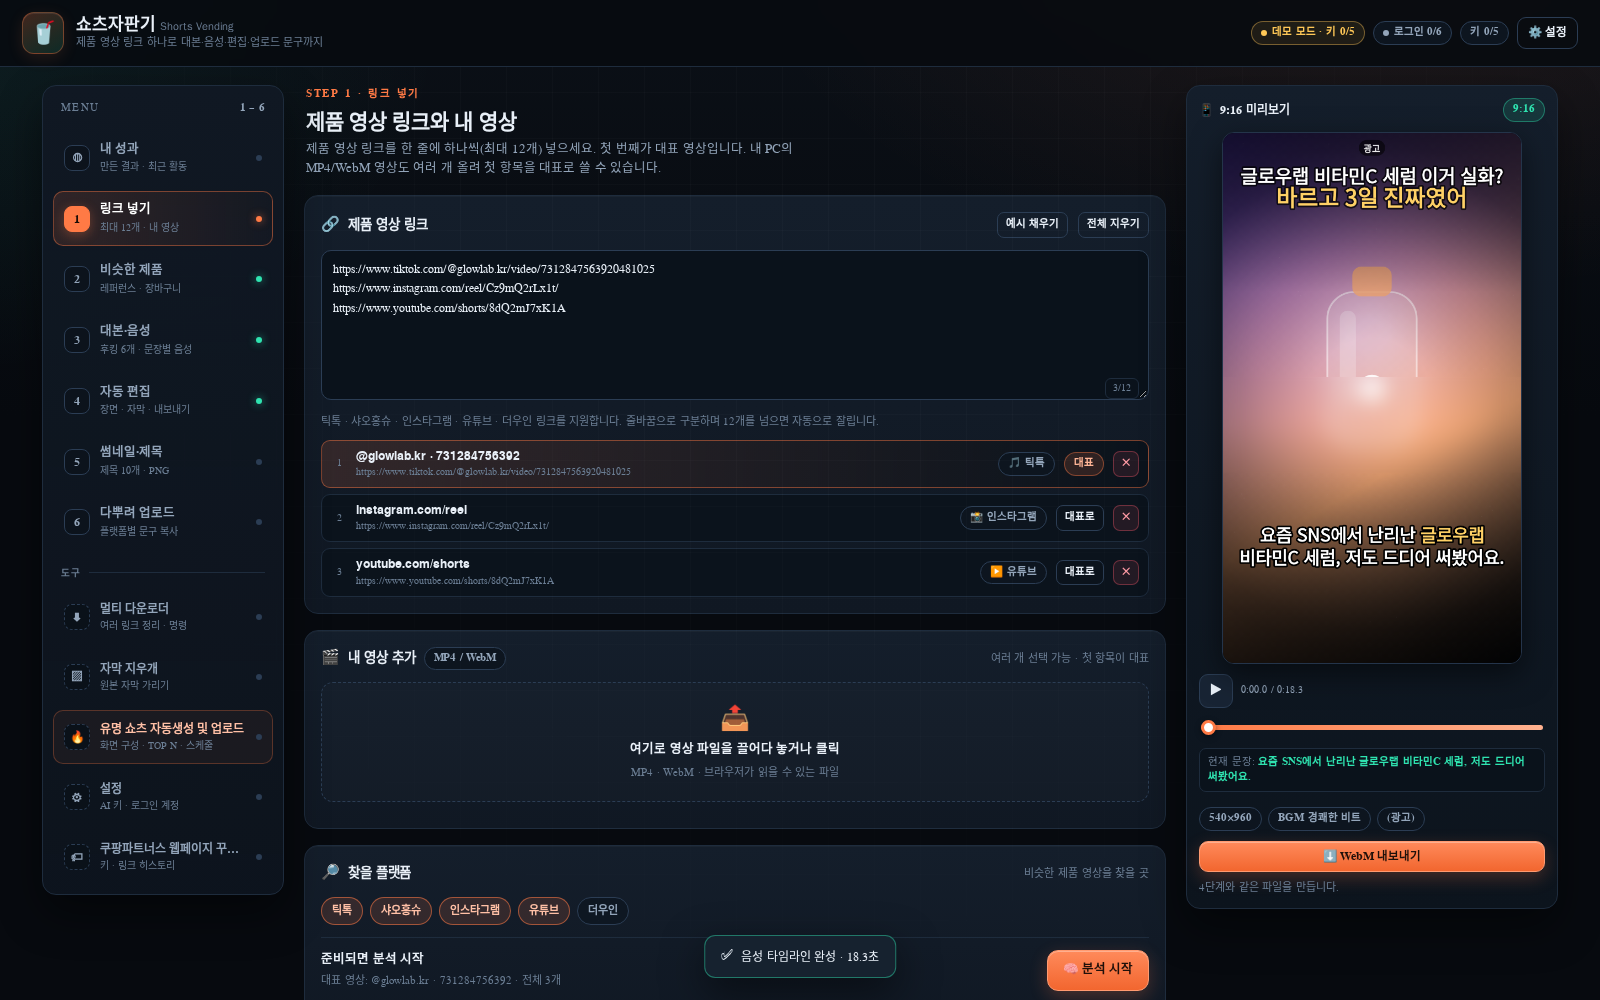 쇼츠자판기 Shorts Vending
제품 영상 링크 하나로 대본·음성·편집·업로드 문구까지
데모 모드 · 키 0/5
로그인 0/6
키 0/5
설정
MENU
1 – 6
내 성과
만든 결과 · 최근 활동
1
링크 넣기
최대 12개 · 내 영상
2
비슷한 제품
레퍼런스 · 장바구니
3
대본·음성
후킹 6개 · 문장별 음성
4
자동 편집
장면 · 자막 · 내보내기
5
썸네일·제목
제목 10개 · PNG
6
다뿌려 업로드
플랫폼별 문구 복사
도구
멀티 다운로더
여러 링크 정리 · 명령
자막 지우개
원본 자막 가리기
유명 쇼츠 자동생성 및 업로드
화면 구성 · TOP N · 스케줄
설정
AI 키 · 로그인 계정
쿠팡파트너스 웹페이지 꾸…
키 · 링크 히스토리
STEP 1 · 링크 넣기
제품 영상 링크와 내 영상
제품 영상 링크를 한 줄에 하나씩(최대 12개) 넣으세요. 첫 번째가 대표 영상입니다. 내 PC의
MP4/WebM 영상도 여러 개 올려 첫 항목을 대표로 쓸 수 있습니다.
제품 영상 링크
예시 채우기
전체 지우기
https://www.tiktok.com/@glowlab.kr/video/7312847563920481025
https://www.instagram.com/reel/Cz9mQ2rLx1t/
https://www.youtube.com/shorts/8dQ2mJ7xK1A
3/12
틱톡 · 샤오홍슈 · 인스타그램 · 유튜브 · 더우인 링크를 지원합니다. 줄바꿈으로 구분하며 12개를 넘으면 자동으로 잘립니다.
1
@glowlab.kr · 731284756392
https://www.tiktok.com/@glowlab.kr/video/7312847563920481025
틱톡
대표
✕
2
instagram.com/reel
https://www.instagram.com/reel/Cz9mQ2rLx1t/
인스타그램
대표로
✕
3
youtube.com/shorts
https://www.youtube.com/shorts/8dQ2mJ7xK1A
유튜브
대표로
✕
내 영상 추가
MP4 / WebM
여러 개 선택 가능 · 첫 항목이 대표
여기로 영상 파일을 끌어다 놓거나 클릭
MP4 · WebM · 브라우저가 읽을 수 있는 파일
찾을 플랫폼
비슷한 제품 영상을 찾을 곳
틱톡
샤오홍슈
인스타그램
유튜브
더우인
준비되면 분석 시작
대표 영상: @glowlab.kr · 731284756392 · 전체 3개
분석 시작
음성 타임라인 완성 · 18.3초
9:16 미리보기
9:16
광고
글로우랩 비타민C 세럼 이거 실화?
바르고 3일 진짜였어
요즘 SNS에서 난리난 글로우랩
비타민C 세럼, 저도 드디어 써봤어요.
0:00.0 / 0:18.3
현재 문장: 요즘 SNS에서 난리난 글로우랩 비타민C 세럼, 저도 드디어
써봤어요.
540×960
BGM 경쾌한 비트
(광고)
WebM 내보내기
4단계와 같은 파일을 만듭니다.